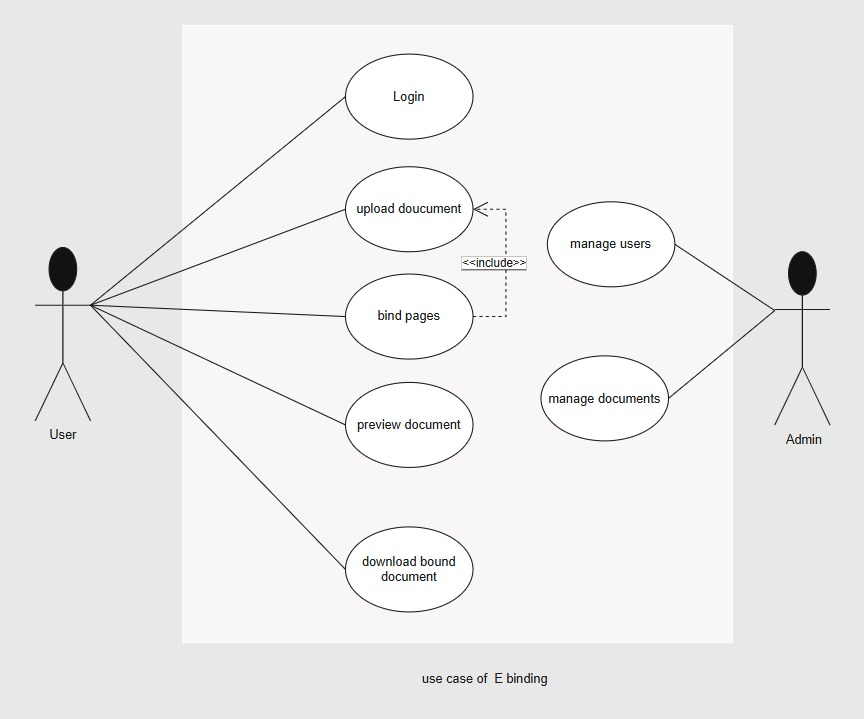 Login
upload doucument
manage users
<<include>>
bind pages
manage documents
preview document
User
Admin
download bound
document
use case of  E binding